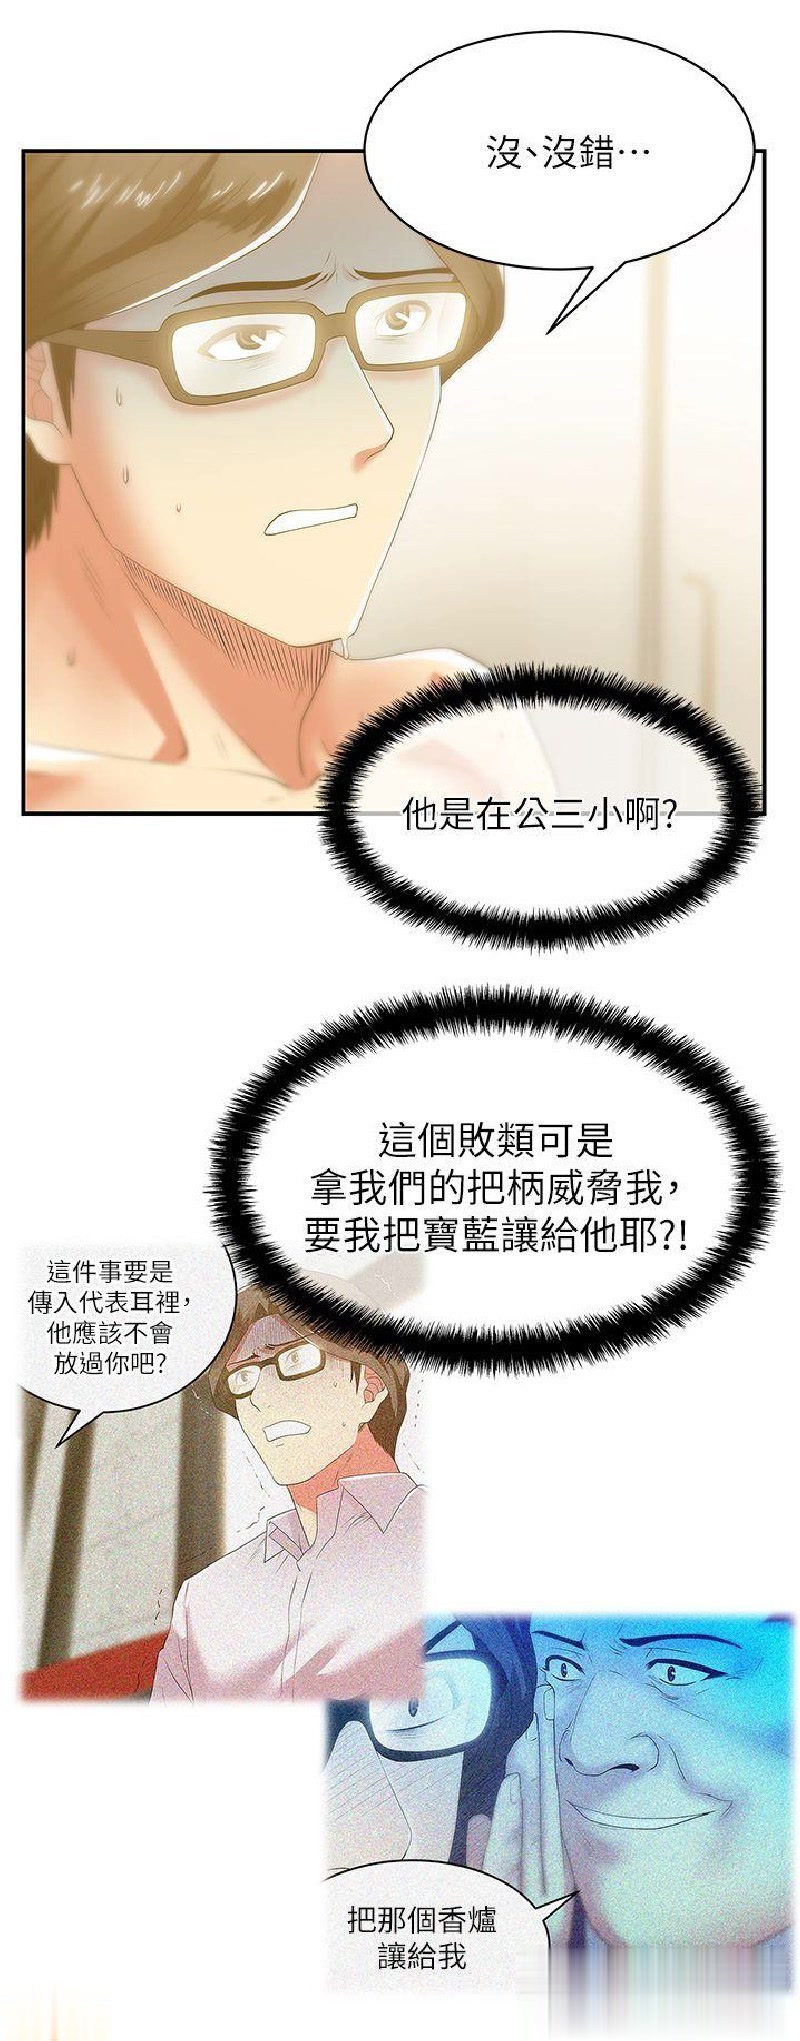 沒、沒錯⋯
他是在公三小啊?
這個敗類可是
拿我們的把柄威脅我,
要我把寶藍讓給他耶?!
這件事要是
傳入代表耳裡,
他應該不會
放過你吧?
把那個香爐
讓給我